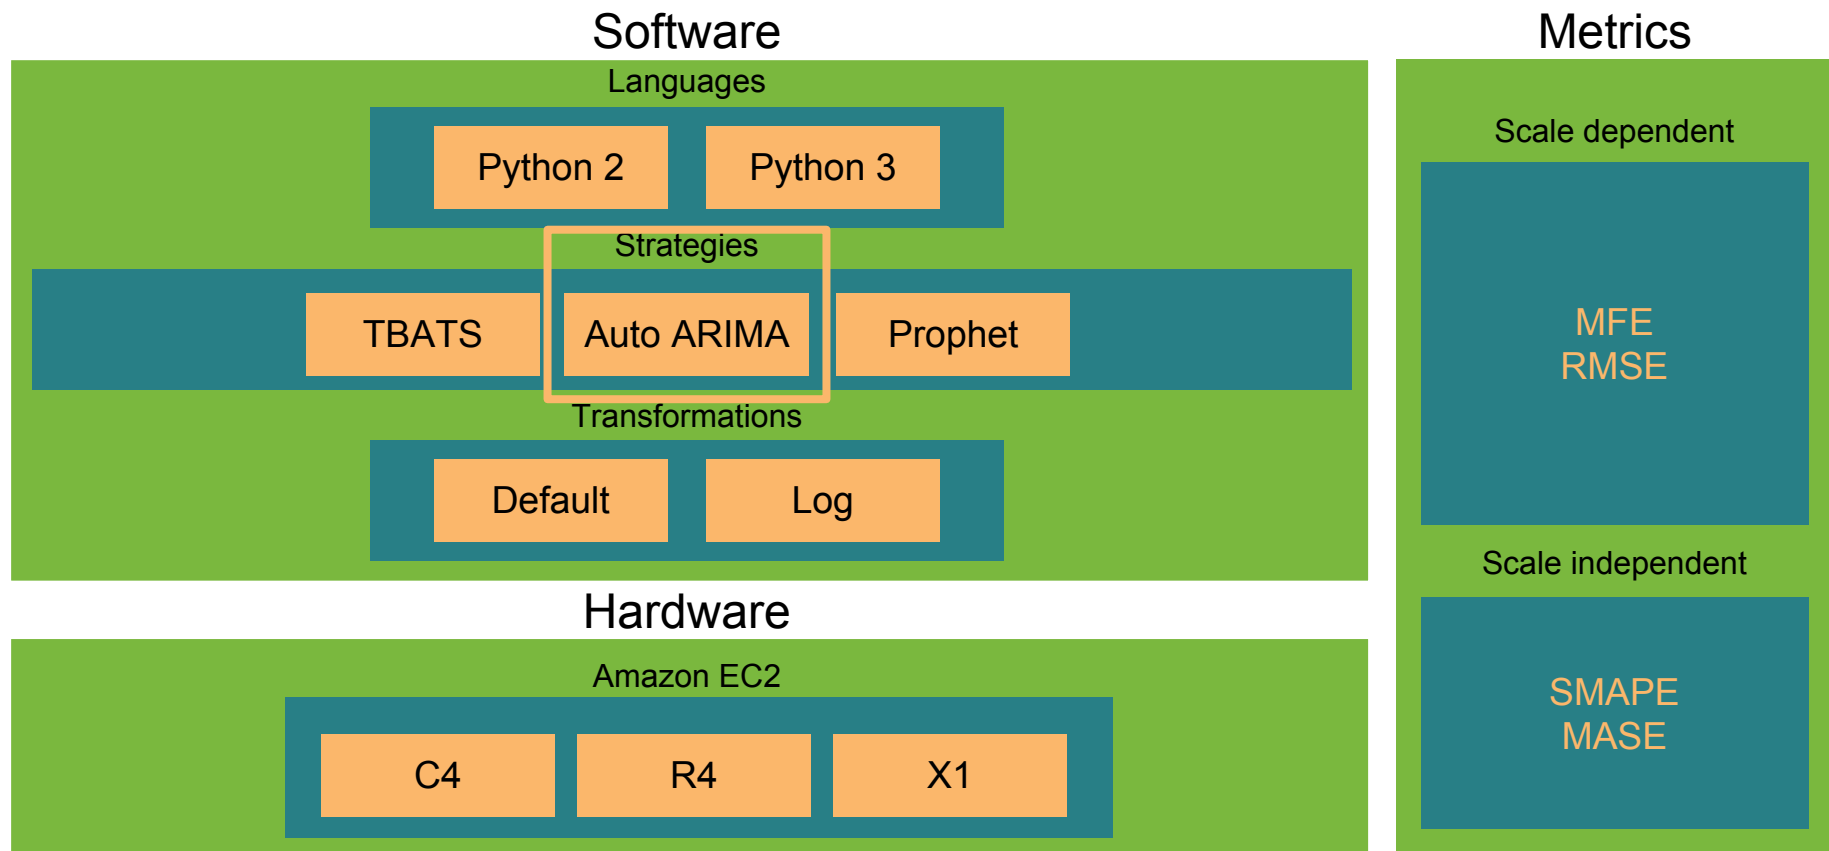 Software
Languages
Python 2
Python 3
Strategies
TBATS
Auto ARIMA
Prophet
Transformations
Default
Log
Hardware
Amazon EC2
C4
R4
X1
Metrics
Scale dependent
MFE
RMSE
Scale independent
SMAPE
MASE